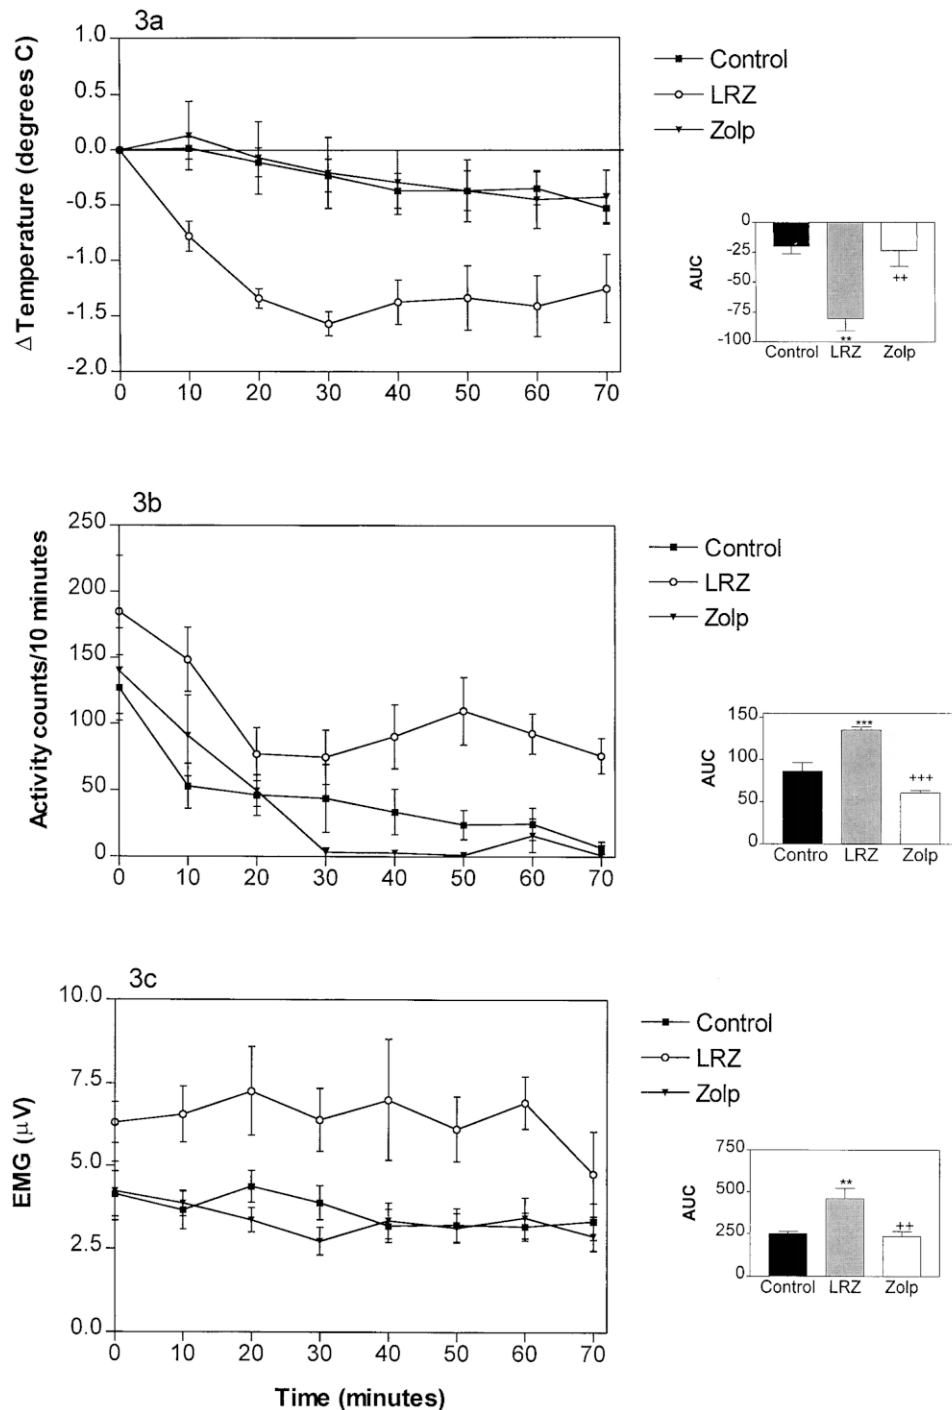 3a
1.0
0.5
0.0
-0.5
-1.0
-1.5
-2.0
ΔTemperature (degrees C)
0 10 20 30 40 50 60 70
Control
LRZ
Zolp
0
-25
-50
-75
-100
AUC
**
++
Control LRZ Zolp
3b
250
200
150
100
50
0
Activity counts/10 minutes
0 10 20 30 40 50 60 70
Control
LRZ
Zolp
150
100
50
0
AUC
***
+++
Contro LRZ Zolp
3c
10.0
7.5
5.0
2.5
0.0
EMG (μV)
0 10 20 30 40 50 60 70
Time (minutes)
Control
LRZ
Zolp
750
500
250
0
AUC
**
++
Control LRZ Zolp